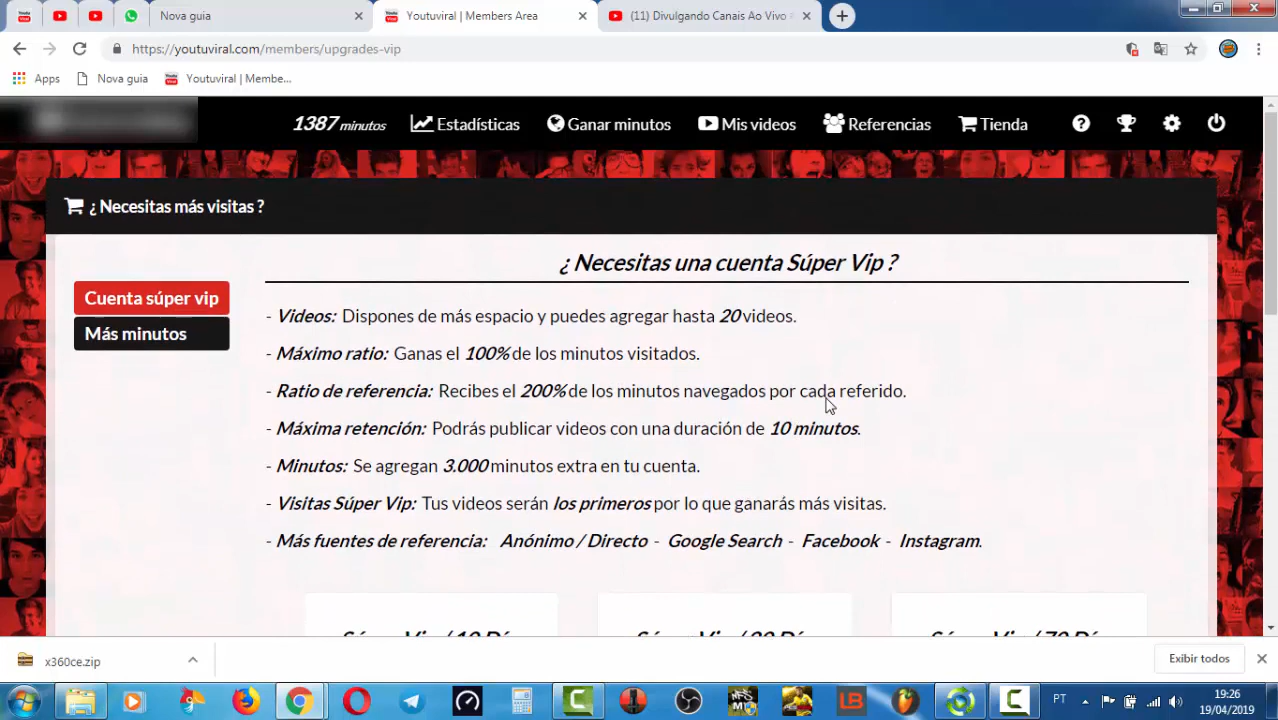 Nova guia
Youtuviral | Members Area
(11) Divulgando Canais Ao Vivo
https://youtuviral.com/members/upgrades-vip
Apps
Nova guia
Youtuviral | Membe...
1387 minutos
Estadísticas
Ganar minutos
Mis videos
Referencias
Tienda
¿ Necesitas más visitas ?
¿ Necesitas una cuenta Súper Vip ?
Cuenta súper vip
Más minutos
- Videos: Dispones de más espacio y puedes agregar hasta 20 videos.
- Máximo ratio: Ganas el 100% de los minutos visitados.
- Ratio de referencia: Recibes el 200% de los minutos navegados por cada referido.
- Máxima retención: Podrás publicar videos con una duración de 10 minutos.
- Minutos: Se agregan 3.000 minutos extra en tu cuenta.
- Visitas Súper Vip: Tus videos serán los primeros por lo que ganarás más visitas.
- Más fuentes de referencia: Anónimo / Directo - Google Search - Facebook - Instagram.
x360ce.zip
Exibir todos
PT
19:26
19/04/2019